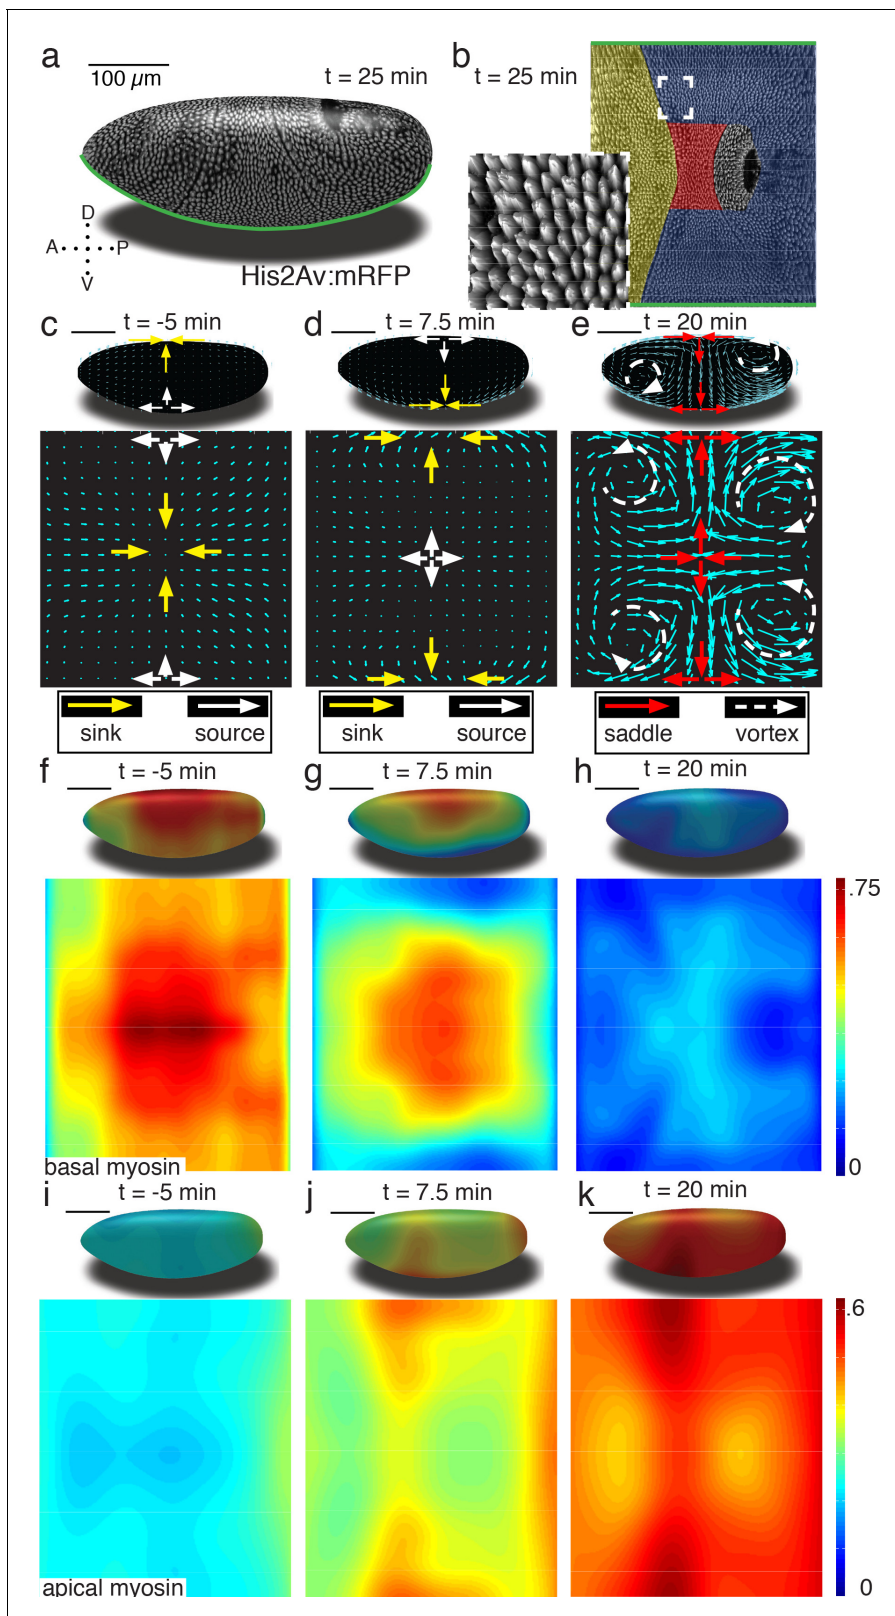 a
100 µm
t = 25 min
D
A
P
V
His2Av:mRFP
b
t = 25 min
c
t = -5 min
d
t = 7.5 min
e
t = 20 min
sink
source
sink
source
saddle
vortex
f
t = -5 min
g
t = 7.5 min
h
t = 20 min
.75
0
basal myosin
i
t = -5 min
j
t = 7.5 min
k
t = 20 min
.6
0
apical myosin